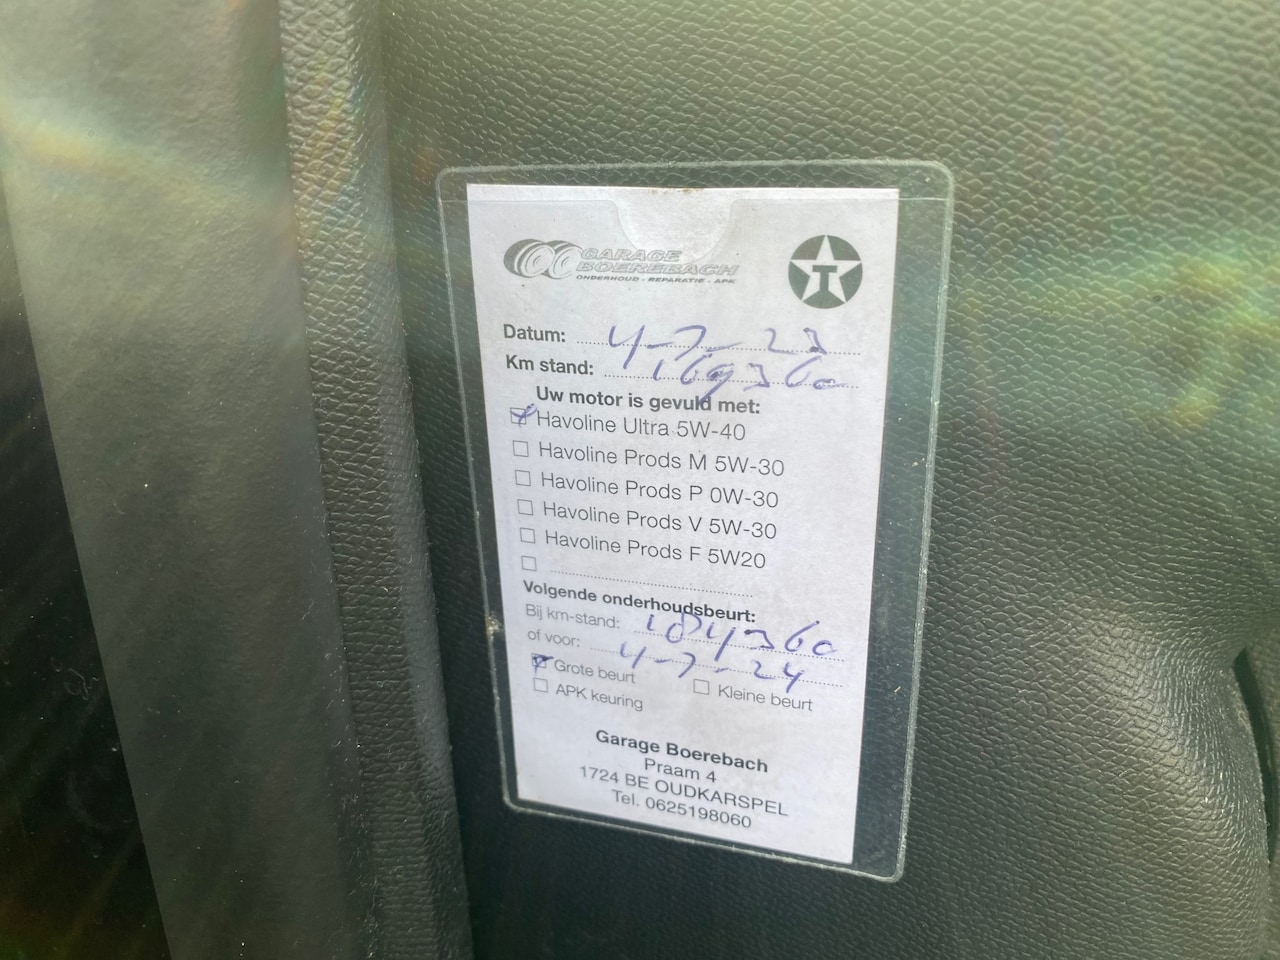 GARAGE
BOEREBACH
ONDERHOUD - REPARATIE - APK
T
Datum: 4-7-23
Km stand: 169360
Uw motor is gevuld met:
Havoline Ultra 5W-40
Havoline Prods M 5W-30
Havoline Prods P 0W-30
Havoline Prods V 5W-30
Havoline Prods F 5W20
Volgende onderhoudsbeurt:
Bij km-stand: 184360
of voor: 4-7-24
Grote beurt Kleine beurt
APK keuring
Garage Boerebach
Praam 4
1724 BE OUDKARSPEL
Tel. 0625198060